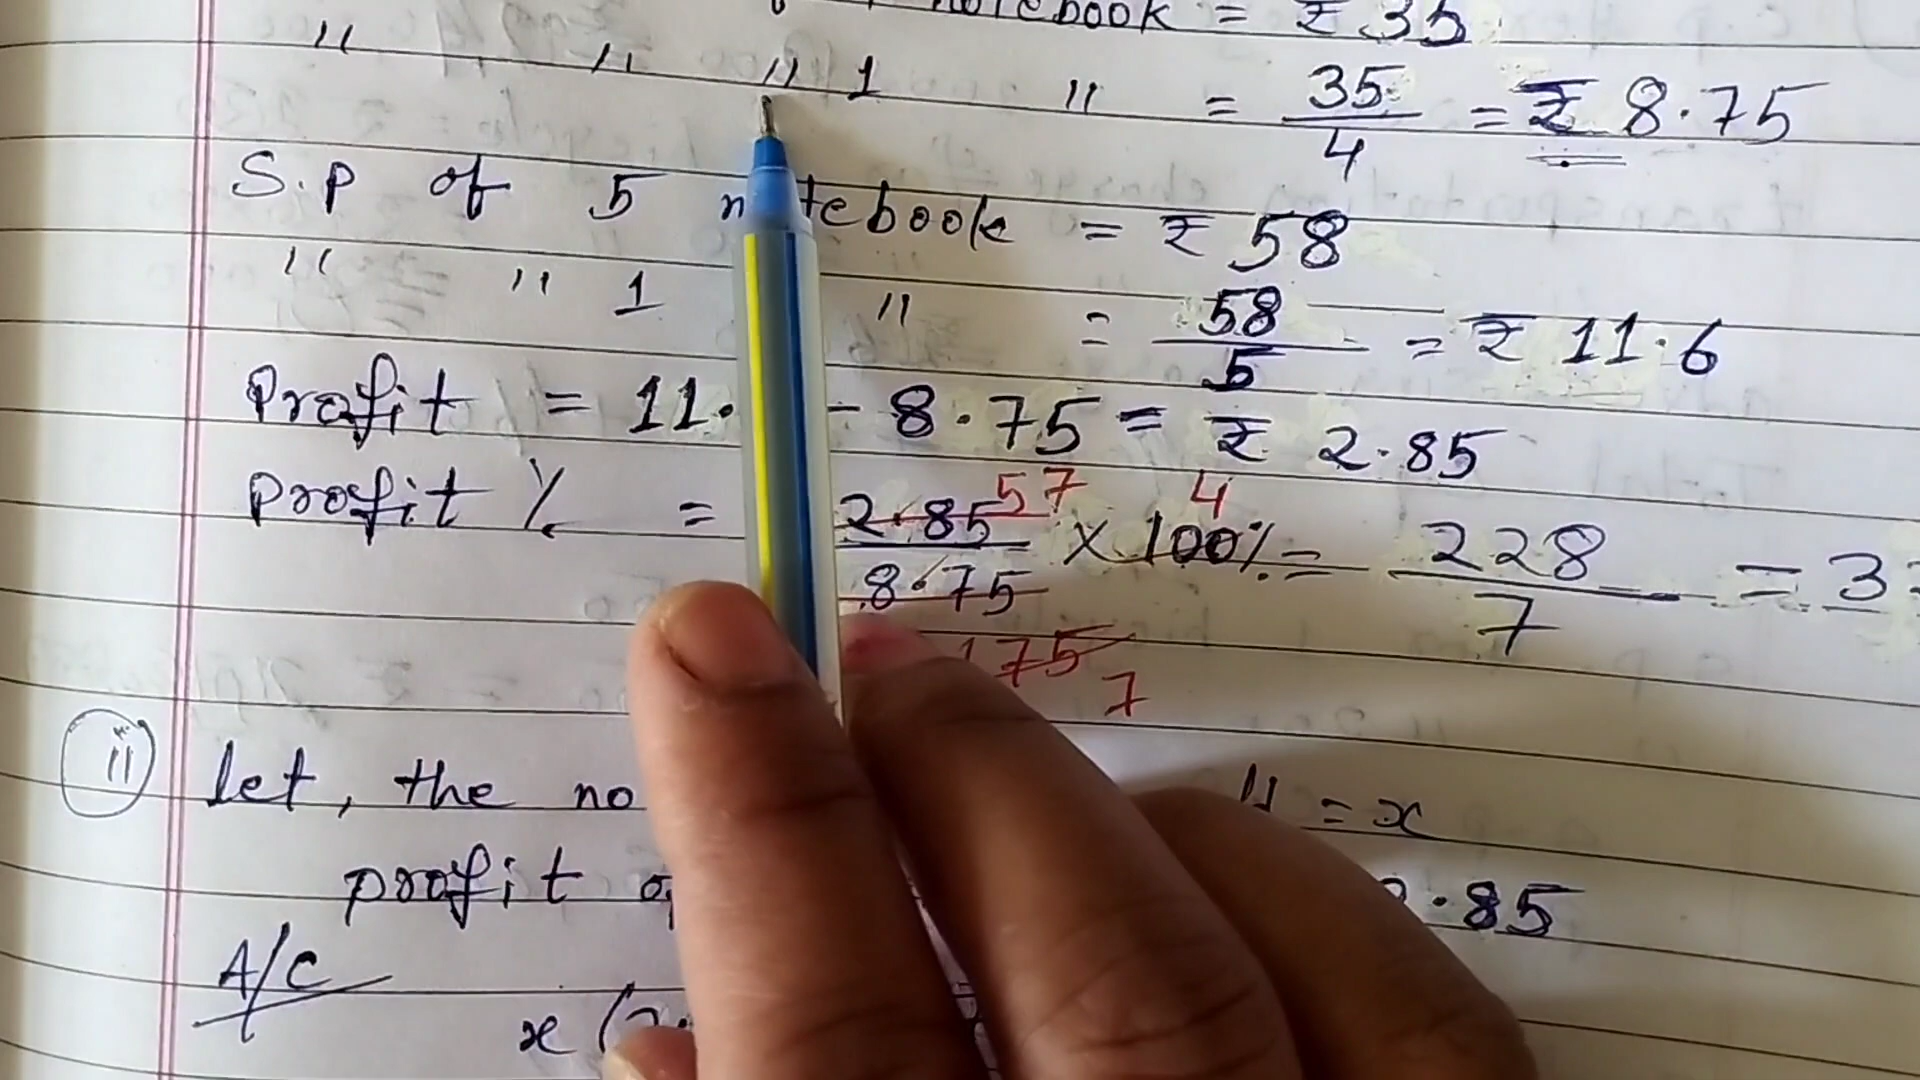 notebook = ₹ 35
" " " 1 " = 35/4 = ₹ 8.75
S.p of 5 notebook = ₹ 58
" " 1 " = 58/5 = ₹ 11.6
Profit = 11. - 8.75 = ₹ 2.85
Profit % = 2.85/8.75 × 100% = 228/7 = 3
57 4
175 7
ii let, the no = x
profit .85
A/C
x (2.